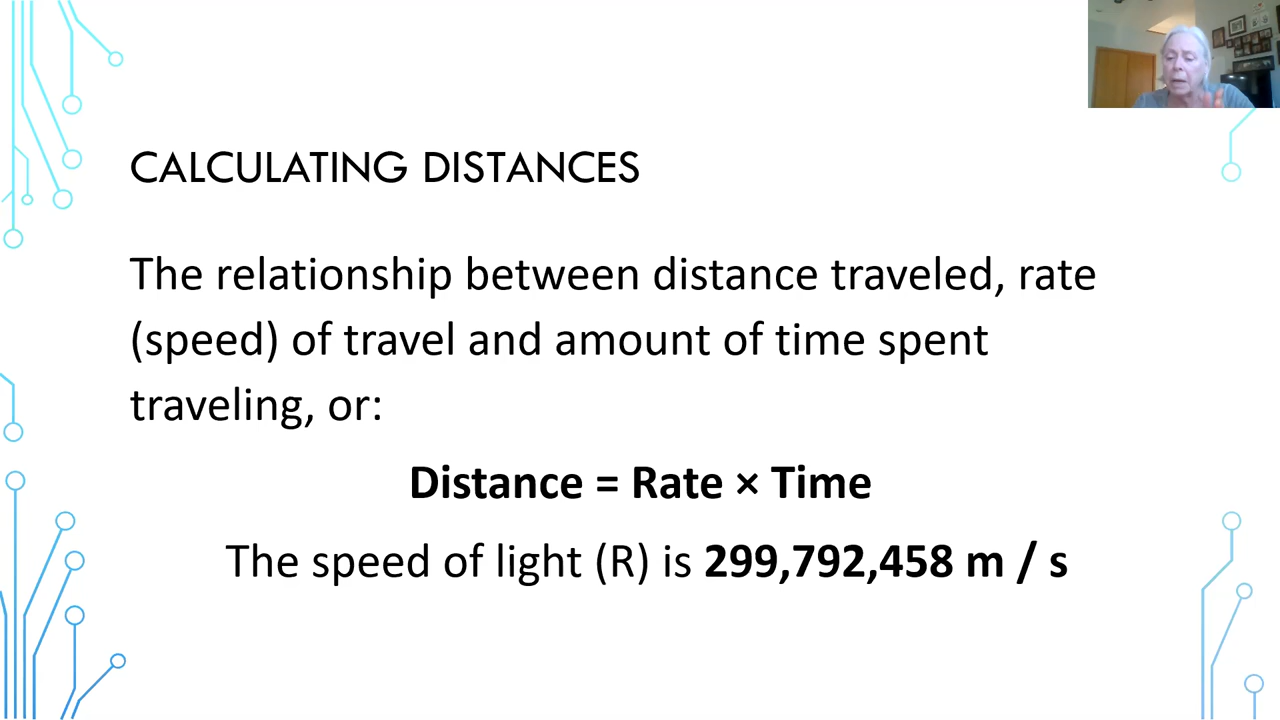 CALCULATING DISTANCES
The relationship between distance traveled, rate
(speed) of travel and amount of time spent
traveling, or:
Distance = Rate × Time
The speed of light (R) is 299,792,458 m / s